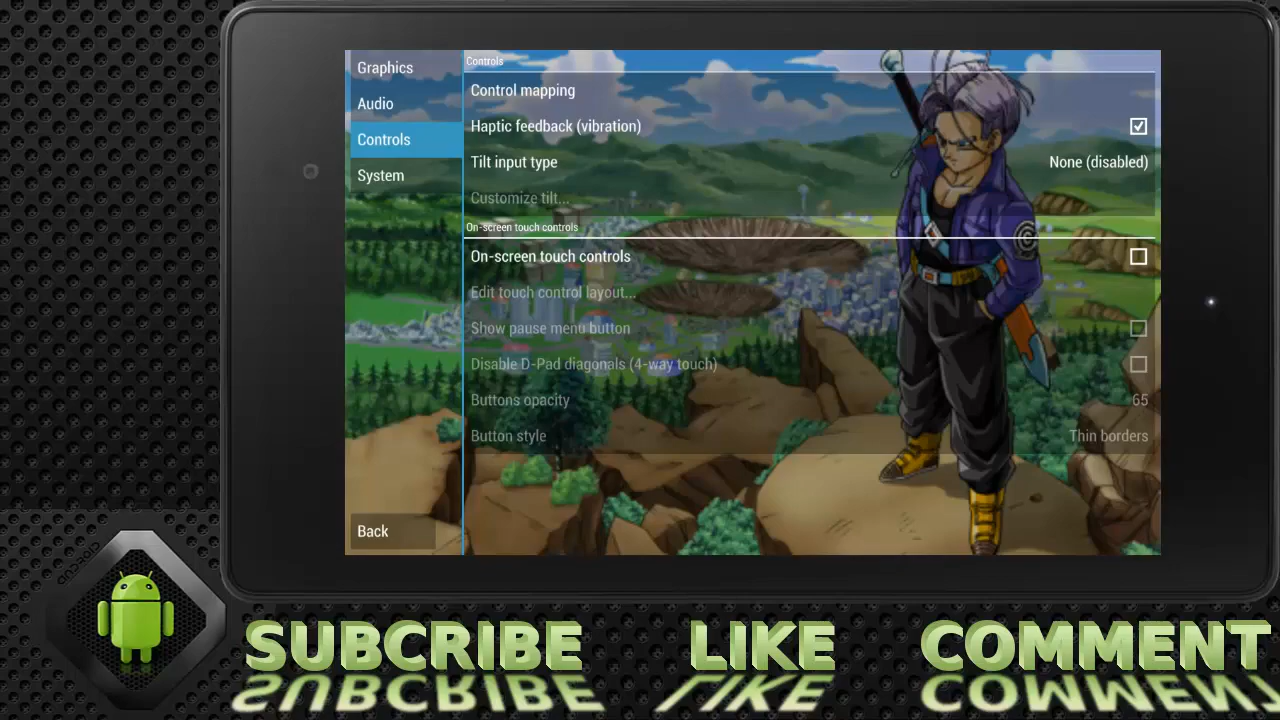 Graphics
Audio
Controls
System
Back
Controls
Control mapping
Haptic feedback (vibration)
Tilt input type None (disabled)
Customize tilt...
On-screen touch controls
On-screen touch controls
Edit touch control layout...
Show pause menu button
Disable D-Pad diagonals (4-way touch)
Buttons opacity 65
Button style Thin borders
SUBCRIBE LIKE COMMENT